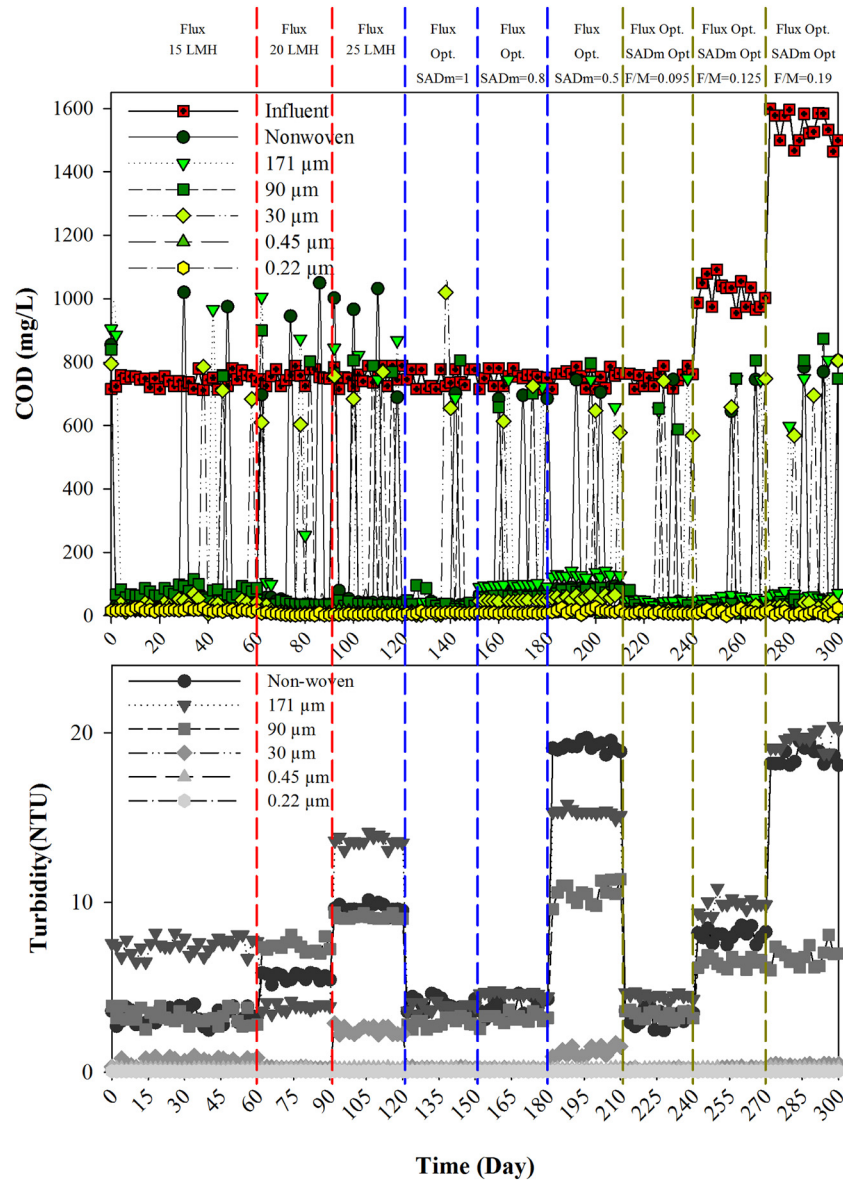 Flux
15 LMH
Flux
20 LMH
Flux
25 LMH
Flux
Opt.
SADm=1
Flux
Opt.
SADm=0.8
Flux
Opt.
SADm=0.5
Flux Opt.
SADm Opt
F/M=0.095
Flux Opt.
SADm Opt
F/M=0.125
Flux Opt.
SADm Opt
F/M=0.19
COD (mg/L)
1600
1400
1200
1000
800
600
400
200
0
Influent
Nonwoven
171 µm
90 µm
30 µm
0.45 µm
0.22 µm
0 20 40 60 80 100 120 140 160 180 200 220 240 260 280 300
Turbidity(NTU)
20
10
0
Non-woven
171 µm
90 µm
30 µm
0.45 µm
0.22 µm
0 15 30 45 60 75 90 105 120 135 150 165 180 195 210 225 240 255 270 285 300
Time (Day)